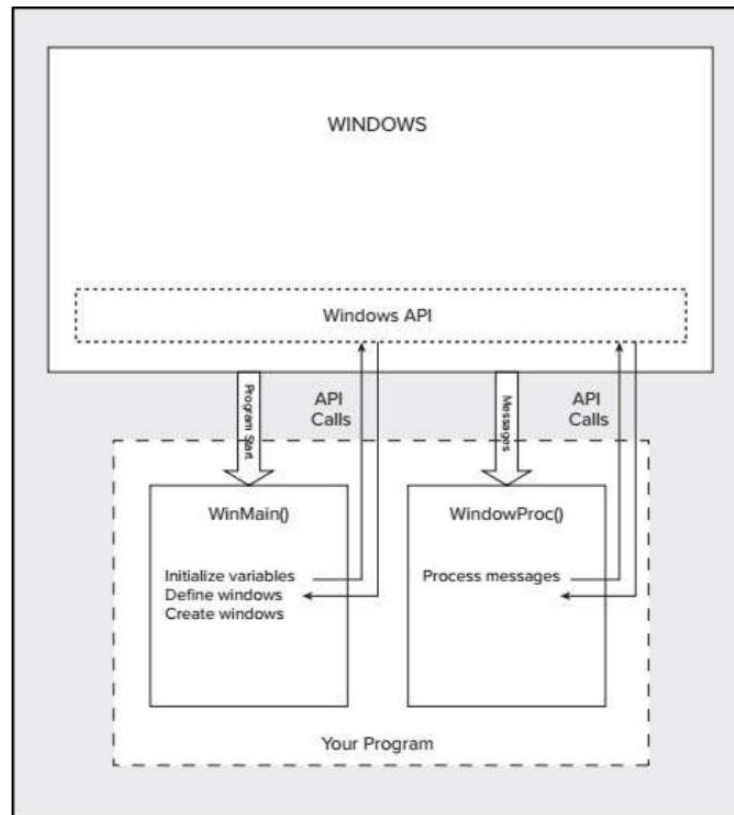 WINDOWS
Windows API
Program Start
API
Calls
Messages
API
Calls
WinMain()
Initialize variables
Define windows
Create windows
WindowProc()
Process messages
Your Program